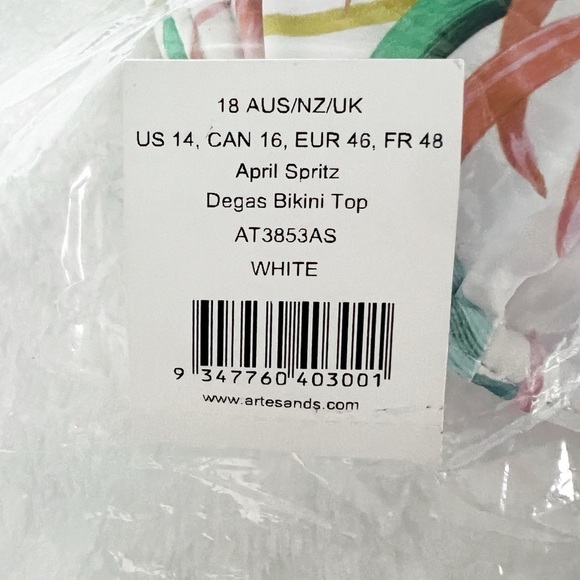 18 AUS/NZ/UK
US 14, CAN 16, EUR 46, FR 48
April Spritz
Degas Bikini Top
AT3853AS
WHITE
9 347760 403001
www.artesands.com